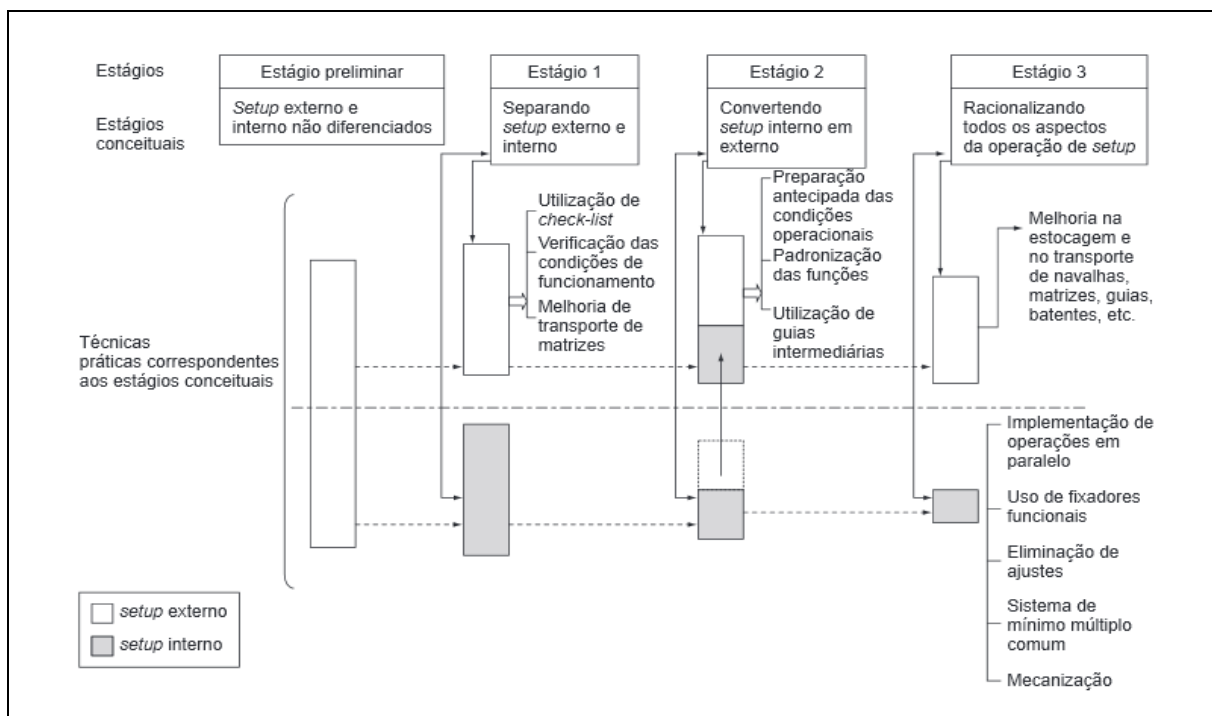 Estágios
Estágio preliminar
Estágio 1
Estágio 2
Estágio 3
Estágios
conceituais
Setup externo e
interno não diferenciados
Separando
setup externo e
interno
Convertendo
setup interno em
externo
Racionalizando
todos os aspectos
da operação de setup
Técnicas
práticas correspondentes
aos estágios conceituais
Utilização de
check-list
Verificação das
condições de
funcionamento
Melhoria de
transporte de
matrizes
Preparação
antecipada das
condições
operacionais
Padronização
das funções
Utilização de
guias
intermediárias
Melhoria na
estocagem e
no transporte
de navalhas,
matrizes, guias,
batentes, etc.
Implementação de
operações em
paralelo
Uso de fixadores
funcionais
Eliminação de
ajustes
Sistema de
mínimo múltiplo
comum
Mecanização
setup externo
setup interno